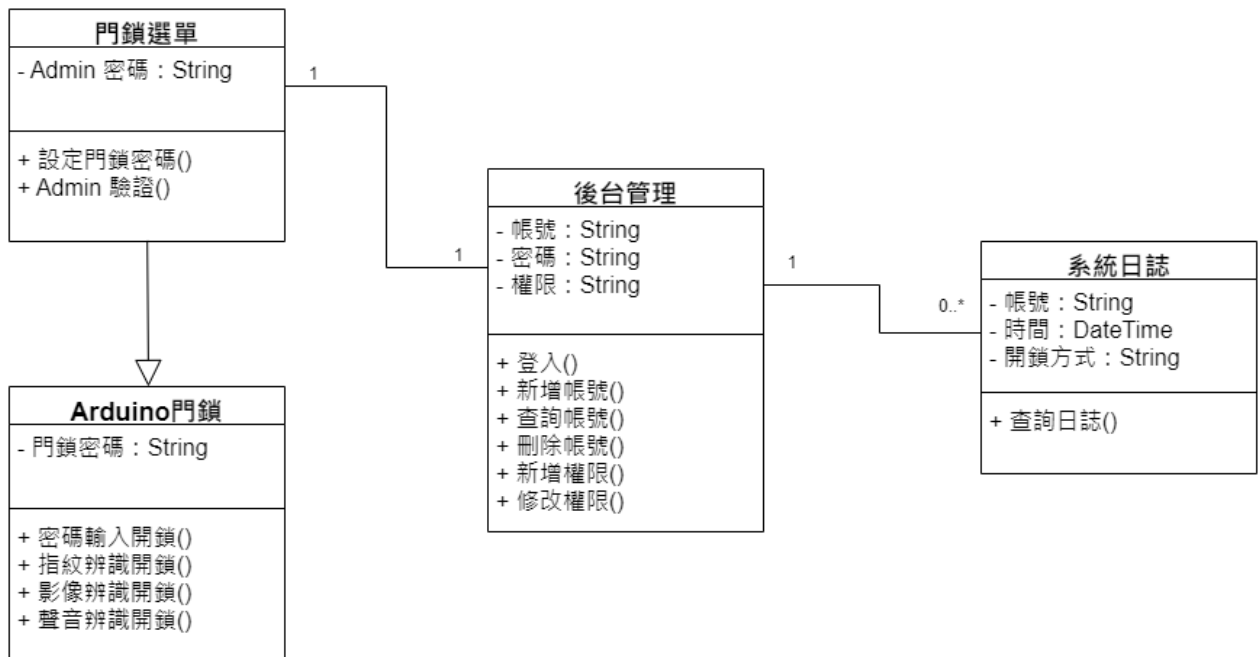 門鎖選單
- Admin 密碼：String
+ 設定門鎖密碼()
+ Admin 驗證()
1
1
後台管理
- 帳號：String
- 密碼：String
- 權限：String
+ 登入()
+ 新增帳號()
+ 查詢帳號()
+ 刪除帳號()
+ 新增權限()
+ 修改權限()
1
0..*
系統日誌
- 帳號：String
- 時間：DateTime
- 開鎖方式：String
+ 查詢日誌()
Arduino門鎖
- 門鎖密碼：String
+ 密碼輸入開鎖()
+ 指紋辨識開鎖()
+ 影像辨識開鎖()
+ 聲音辨識開鎖()